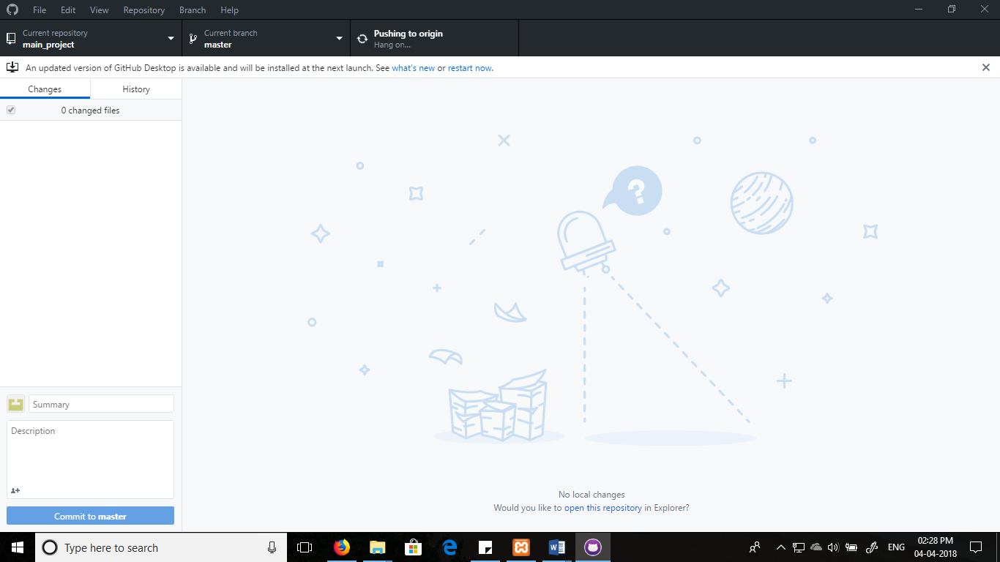 File Edit View Repository Branch Help
Current repository
main_project
Current branch
master
Pushing to origin
Hang on...
An updated version of GitHub Desktop is available and will be installed at the next launch. See what's new or restart now.
Changes
History
0 changed files
?
Summary
Description
Commit to master
No local changes
Would you like to open this repository in Explorer?
Type here to search
ENG
02:28 PM
04-04-2018